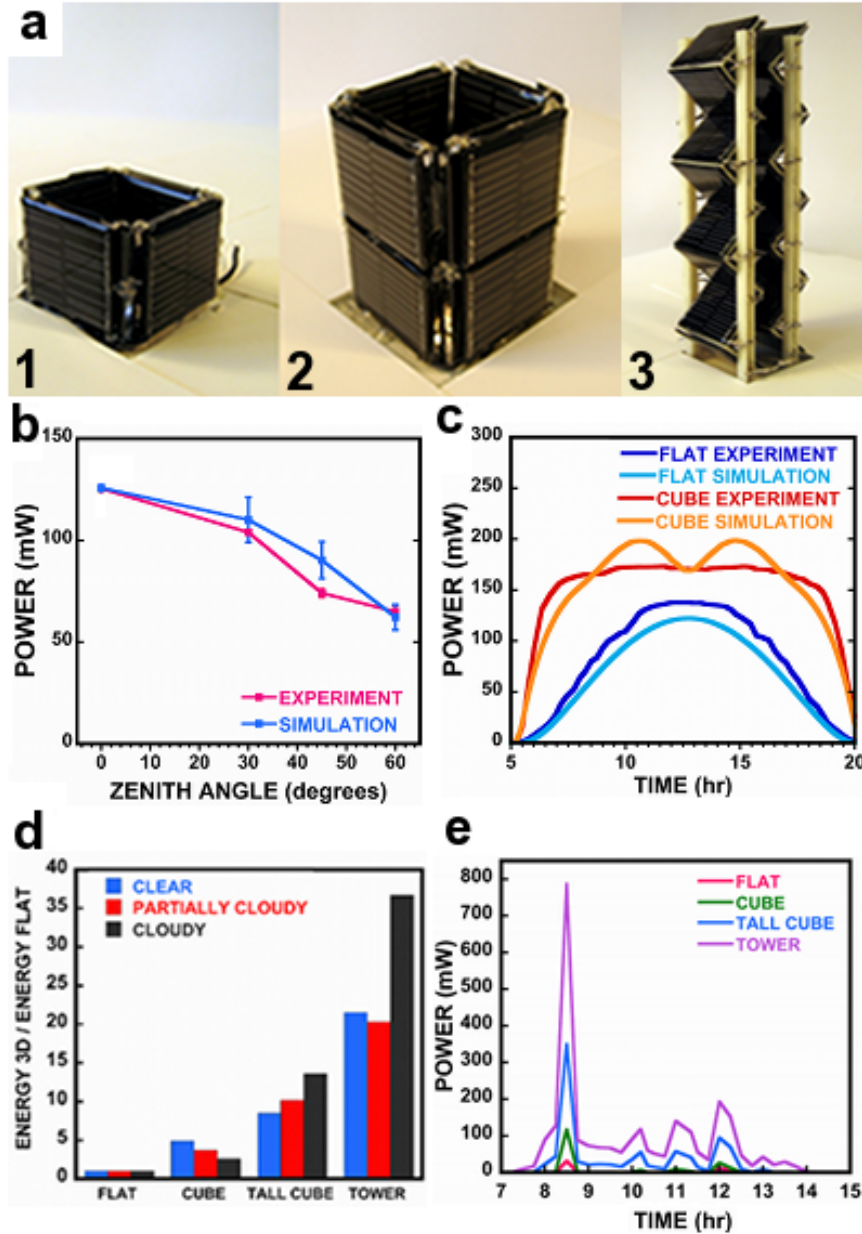 a
1
2
3
b
150
100
50
0
POWER (mW)
EXPERIMENT
SIMULATION
0 10 20 30 40 50 60
ZENITH ANGLE (degrees)
c
300
250
200
150
100
50
0
POWER (mW)
FLAT EXPERIMENT
FLAT SIMULATION
CUBE EXPERIMENT
CUBE SIMULATION
5 10 15 20
TIME (hr)
d
40
35
30
25
20
15
10
5
0
ENERGY 3D / ENERGY FLAT
CLEAR
PARTIALLY CLOUDY
CLOUDY
FLAT CUBE TALL CUBE TOWER
e
800
700
600
500
400
300
200
100
0
POWER (mW)
FLAT
CUBE
TALL CUBE
TOWER
7 8 9 10 11 12 13 14 15
TIME (hr)